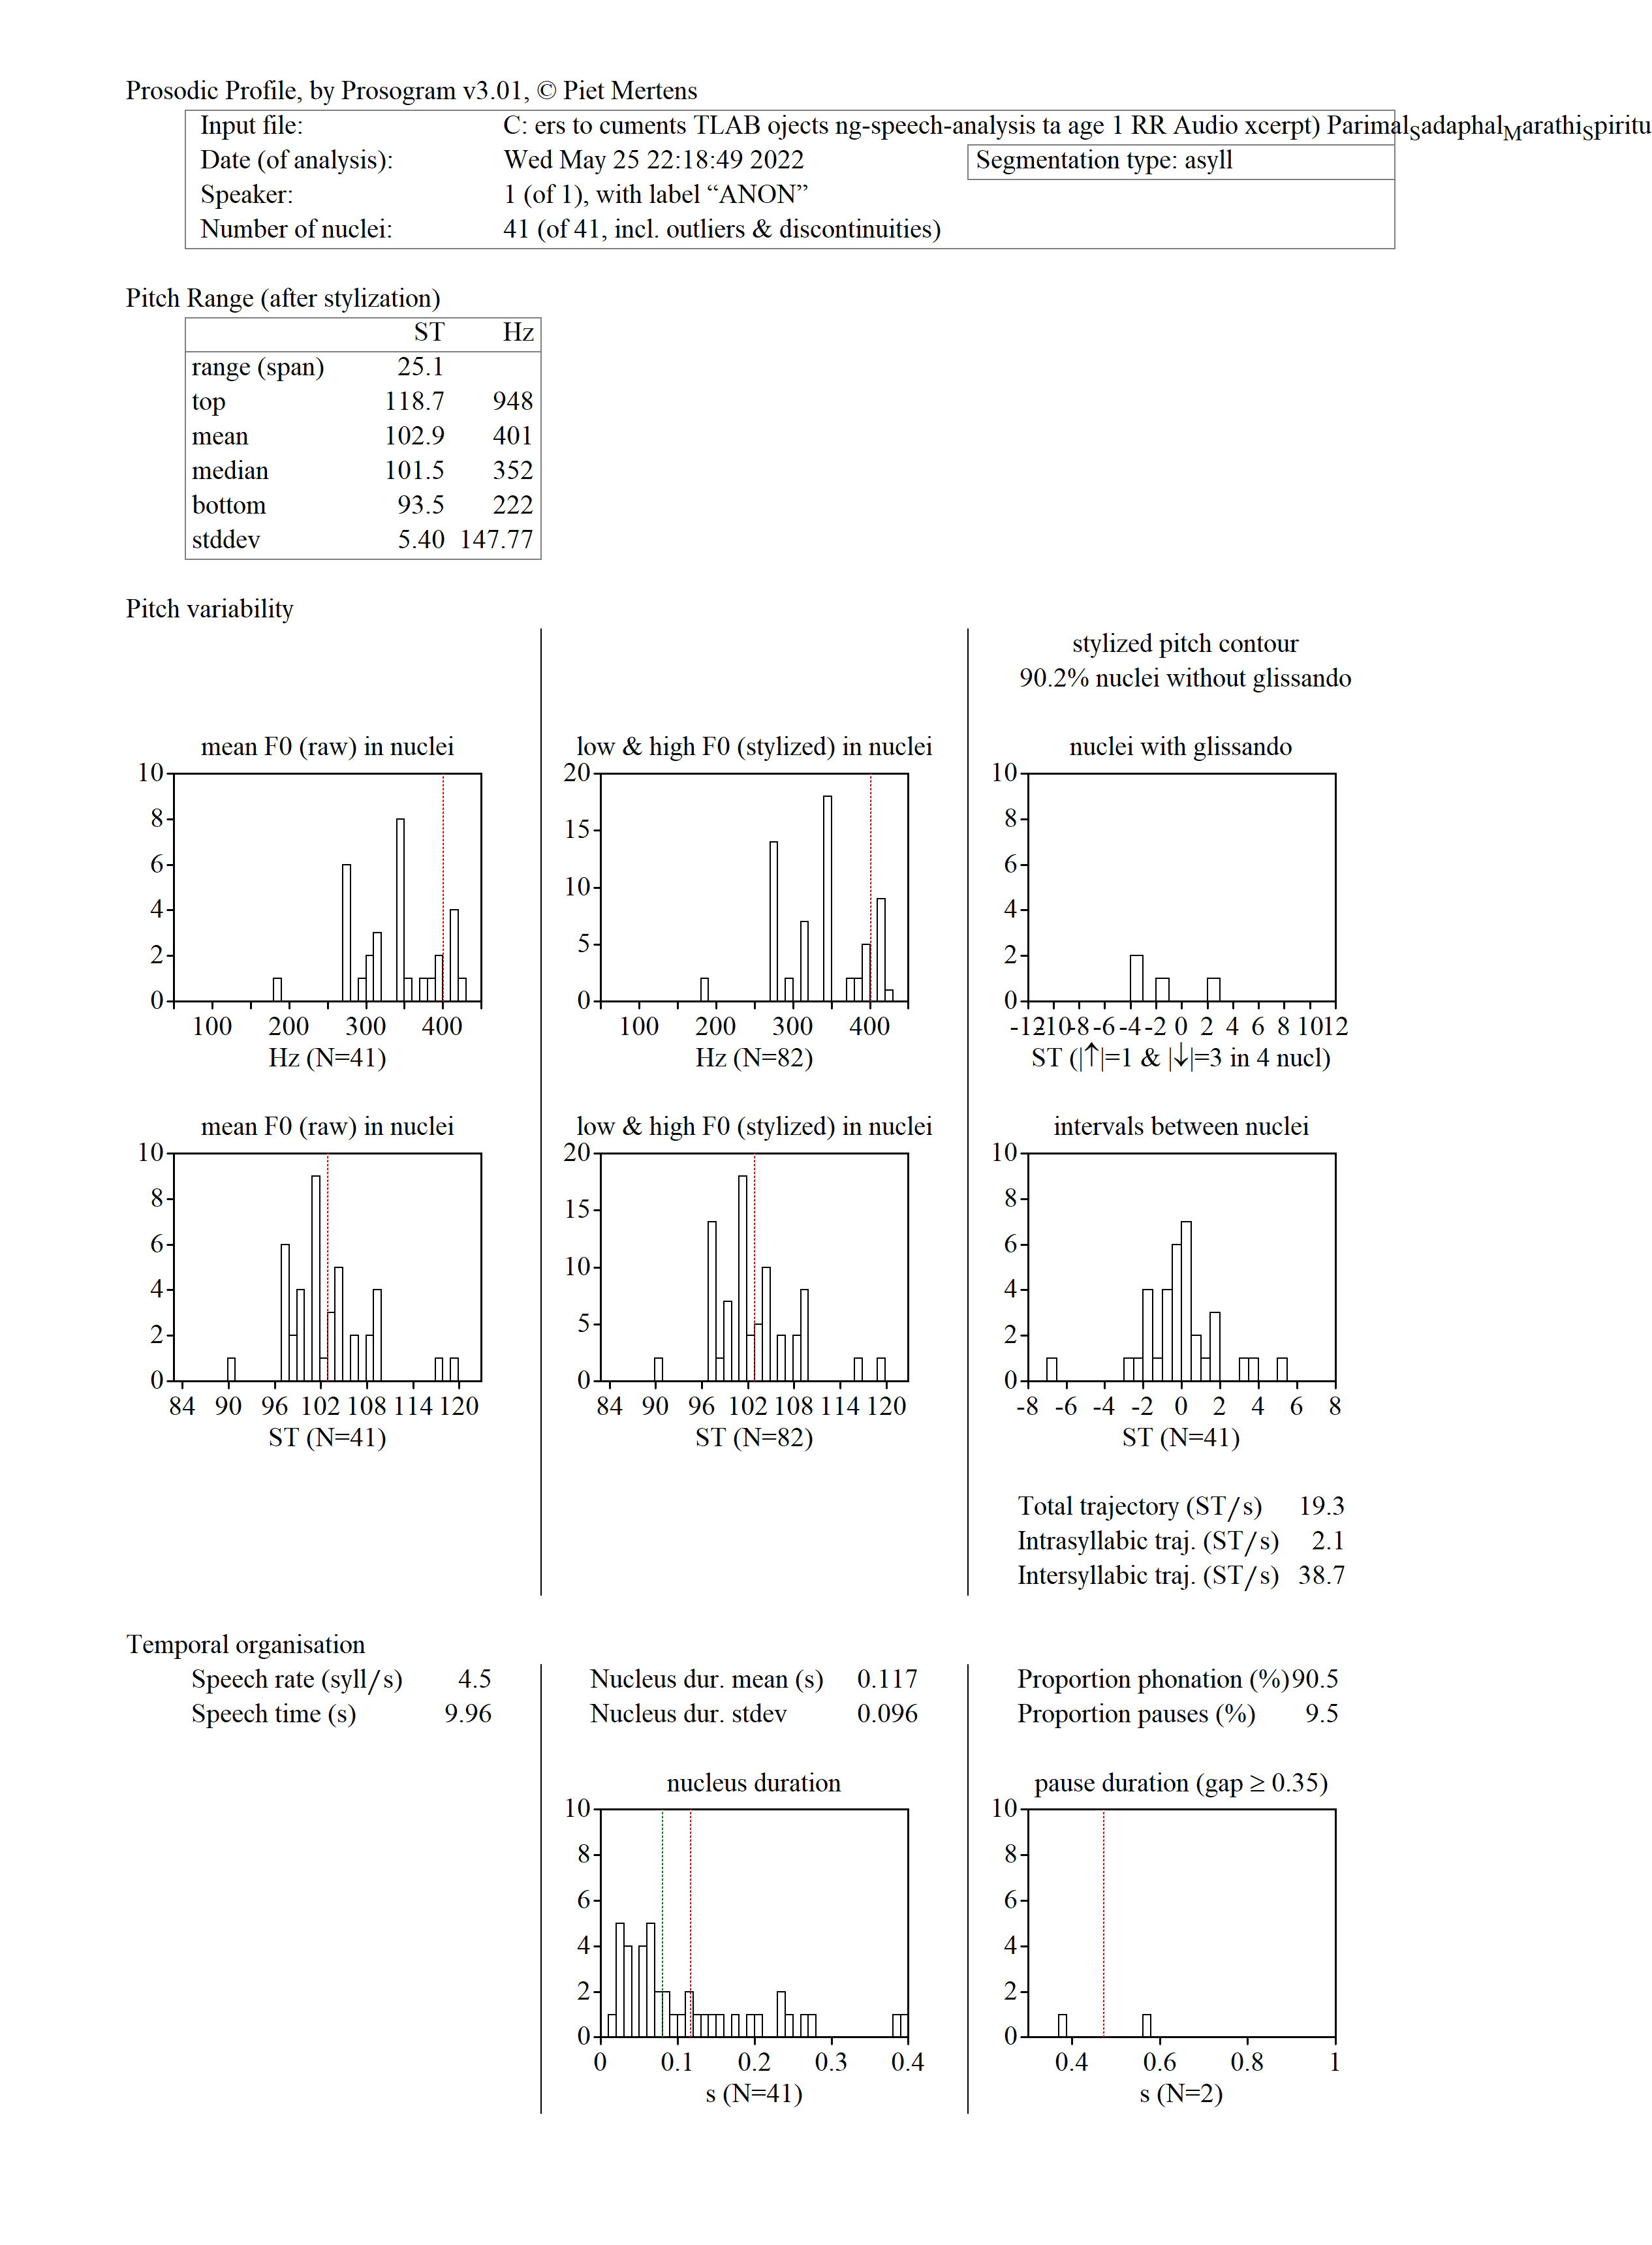 Prosodic Profile, by Prosogram v3.01, © Piet Mertens
Input file: C: ers to cuments TLAB ojects ng-speech-analysis ta age 1 RR Audio xcerpt) ParimalSadaphalMarathiSpiritu
Date (of analysis): Wed May 25 22:18:49 2022 Segmentation type: asyll
Speaker: 1 (of 1), with label “ANON”
Number of nuclei: 41 (of 41, incl. outliers & discontinuities)
Pitch Range (after stylization)
ST Hz
range (span) 25.1
top 118.7 948
mean 102.9 401
median 101.5 352
bottom 93.5 222
stddev 5.40 147.77
Pitch variability
stylized pitch contour
90.2% nuclei without glissando
mean F0 (raw) in nuclei
10
8
6
4
2
0
100 200 300 400
Hz (N=41)
low & high F0 (stylized) in nuclei
20
15
10
5
0
100 200 300 400
Hz (N=82)
nuclei with glissando
10
8
6
4
2
0
-12 -10 -8 -6 -4 -2 0 2 4 6 8 10 12
ST (|↑|=1 & |↓|=3 in 4 nucl)
mean F0 (raw) in nuclei
10
8
6
4
2
0
84 90 96 102 108 114 120
ST (N=41)
low & high F0 (stylized) in nuclei
20
15
10
5
0
84 90 96 102 108 114 120
ST (N=82)
intervals between nuclei
10
8
6
4
2
0
-8 -6 -4 -2 0 2 4 6 8
ST (N=41)
Total trajectory (ST/s) 19.3
Intrasyllabic traj. (ST/s) 2.1
Intersyllabic traj. (ST/s) 38.7
Temporal organisation
Speech rate (syll/s) 4.5
Speech time (s) 9.96
Nucleus dur. mean (s) 0.117
Nucleus dur. stdev 0.096
Proportion phonation (%) 90.5
Proportion pauses (%) 9.5
nucleus duration
10
8
6
4
2
0
0 0.1 0.2 0.3 0.4
s (N=41)
pause duration (gap ≥ 0.35)
10
8
6
4
2
0
0.4 0.6 0.8 1
s (N=2)